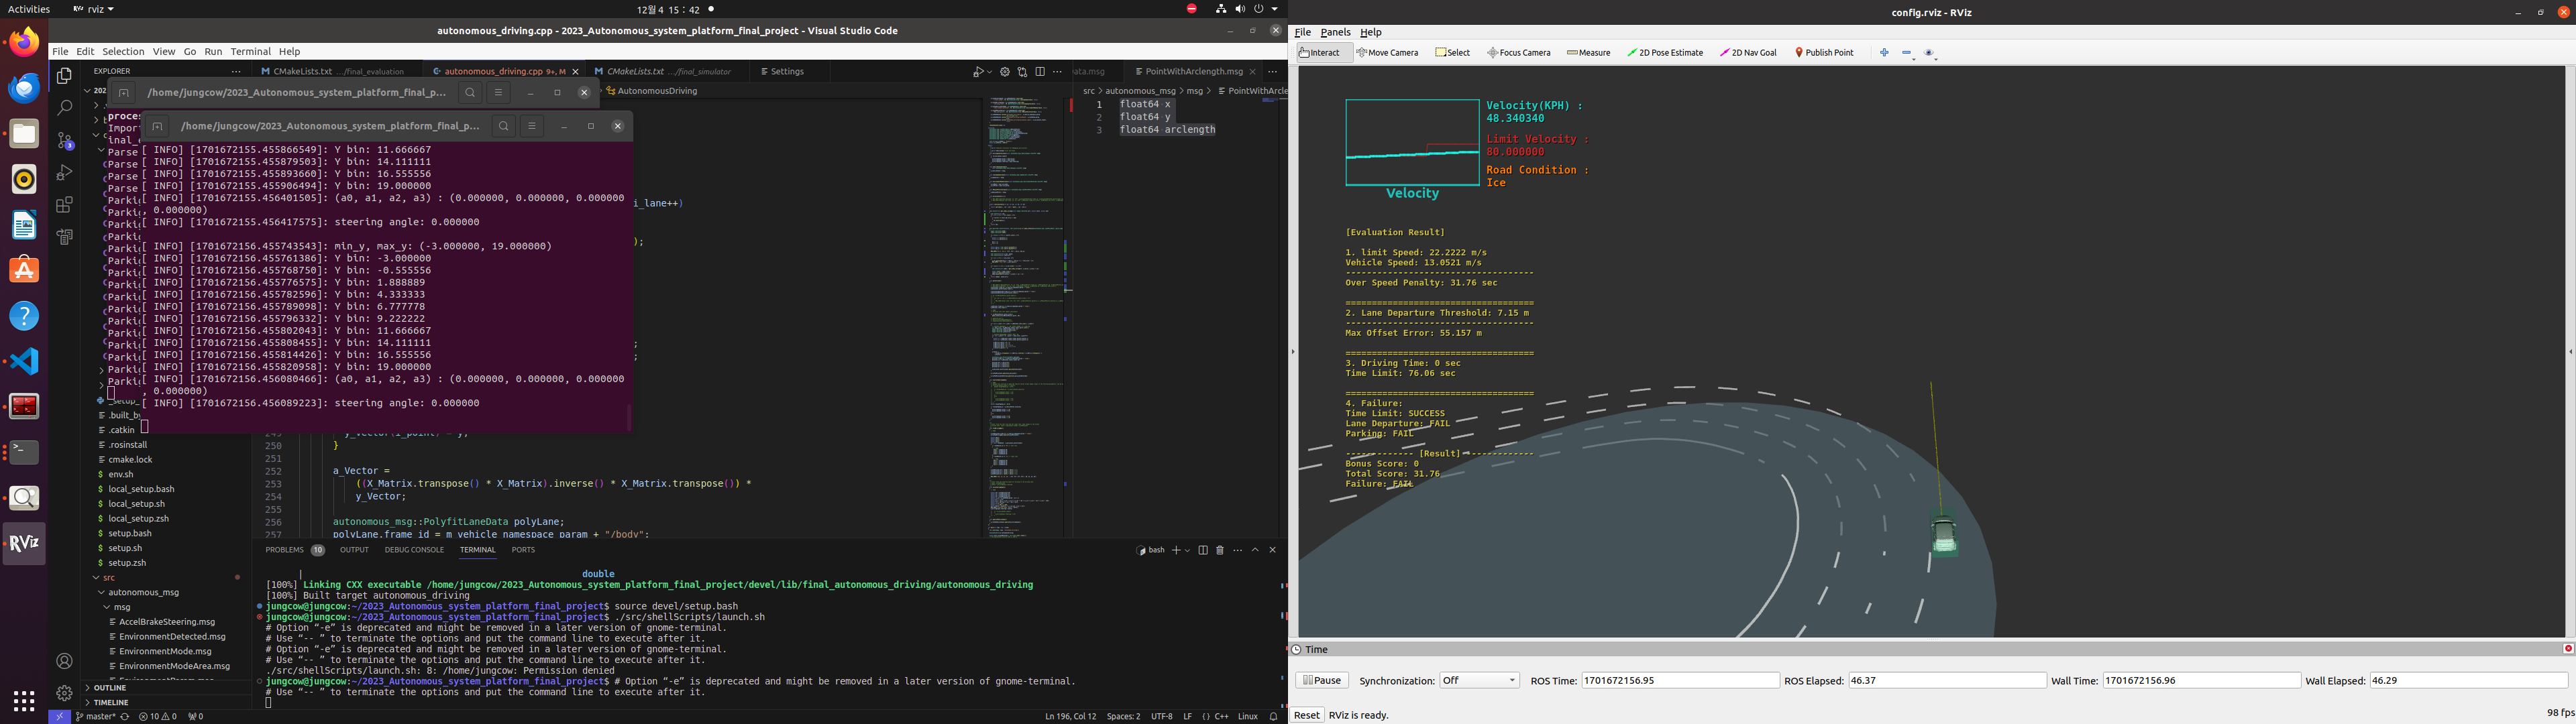 Activities
rviz
12월 4 15 : 42
autonomous_driving.cpp - 2023_Autonomous_system_platform_final_project - Visual Studio Code
File Edit Selection View Go Run Terminal Help
EXPLORER
CMakeLists.txt .../final_evaluation
autonomous_driving.cpp 9+, M
CMakeLists.txt .../final_simulator
Settings
PointWithArclength.msg
/home/jungcow/2023_Autonomous_system_platform_final_p...
AutonomousDriving
src > autonomous_msg > msg >
1 float64 x
2 float64 y
3 float64 arclength
/home/jungcow/2023_Autonomous_system_platform_final_p...
[ INFO] [1701672155.455866549]: Y bin: 11.666667
[ INFO] [1701672155.455879503]: Y bin: 14.111111
[ INFO] [1701672155.455893660]: Y bin: 16.555556
[ INFO] [1701672155.455906494]: Y bin: 19.000000
[ INFO] [1701672155.456401505]: (a0, a1, a2, a3) : (0.000000, 0.000000, 0.000000
, 0.000000)
[ INFO] [1701672155.456417575]: steering angle: 0.000000
[ INFO] [1701672156.455743543]: min_y, max_y: (-3.000000, 19.000000)
[ INFO] [1701672156.455761386]: Y bin: -3.000000
[ INFO] [1701672156.455768750]: Y bin: -0.555556
[ INFO] [1701672156.455776575]: Y bin: 1.888889
[ INFO] [1701672156.455782596]: Y bin: 4.333333
[ INFO] [1701672156.455789098]: Y bin: 6.777778
[ INFO] [1701672156.455796332]: Y bin: 9.222222
[ INFO] [1701672156.455802043]: Y bin: 11.666667
[ INFO] [1701672156.455808455]: Y bin: 14.111111
[ INFO] [1701672156.455814426]: Y bin: 16.555556
[ INFO] [1701672156.455820958]: Y bin: 19.000000
[ INFO] [1701672156.456080466]: (a0, a1, a2, a3) : (0.000000, 0.000000, 0.000000
, 0.000000)
[ INFO] [1701672156.456089223]: steering angle: 0.000000
i_lane++)
250 }
251
252 a_Vector =
253 ((X_Matrix.transpose() * X_Matrix).inverse() * X_Matrix.transpose()) *
254 y_Vector;
255
256 autonomous_msg::PolyfitLaneData polyLane;
257 polyLane.frame_id = m_vehicle_namespace_param + "/body";
.catkin
.rosinstall
cmake.lock
env.sh
local_setup.bash
local_setup.sh
local_setup.zsh
setup.bash
setup.sh
setup.zsh
src
autonomous_msg
msg
AccelBrakeSteering.msg
EnvironmentDetected.msg
EnvironmentMode.msg
EnvironmentModeArea.msg
OUTLINE
TIMELINE
PROBLEMS 10 OUTPUT DEBUG CONSOLE TERMINAL PORTS
bash
| double
[100%] Linking CXX executable /home/jungcow/2023_Autonomous_system_platform_final_project/devel/lib/final_autonomous_driving/autonomous_driving
[100%] Built target autonomous_driving
jungcow@jungcow:~/2023_Autonomous_system_platform_final_project$ source devel/setup.bash
jungcow@jungcow:~/2023_Autonomous_system_platform_final_project$ ./src/shellScripts/launch.sh
# Option “-e” is deprecated and might be removed in a later version of gnome-terminal.
# Use “-- ” to terminate the options and put the command line to execute after it.
# Option “-e” is deprecated and might be removed in a later version of gnome-terminal.
# Use “-- ” to terminate the options and put the command line to execute after it.
./src/shellScripts/launch.sh: 8: /home/jungcow: Permission denied
jungcow@jungcow:~/2023_Autonomous_system_platform_final_project$ # Option “-e” is deprecated and might be removed in a later version of gnome-terminal.
# Use “-- ” to terminate the options and put the command line to execute after it.
master* 10 0 0
Ln 196, Col 12 Spaces: 2 UTF-8 LF C++ Linux
config.rviz - RViz
File Panels Help
Interact Move Camera Select Focus Camera Measure 2D Pose Estimate 2D Nav Goal Publish Point
Velocity(KPH) :
48.340340
Limit Velocity :
80.000000
Road Condition :
Ice
Velocity
[Evaluation Result]
1. limit Speed: 22.2222 m/s
Vehicle Speed: 13.0521 m/s
------------------------------------
Over Speed Penalty: 31.76 sec
====================================
2. Lane Departure Threshold: 7.15 m
------------------------------------
Max Offset Error: 55.157 m
====================================
3. Driving Time: 0 sec
Time Limit: 76.06 sec
====================================
4. Failure:
Time Limit: SUCCESS
Lane Departure: FAIL
Parking: FAIL
------------- [Result] -------------
Bonus Score: 0
Total Score: 31.76
Failure: FAIL
Time
Pause Synchronization: Off ROS Time: 1701672156.95 ROS Elapsed: 46.37 Wall Time: 1701672156.96 Wall Elapsed: 46.29
Reset RViz is ready. 98 fps